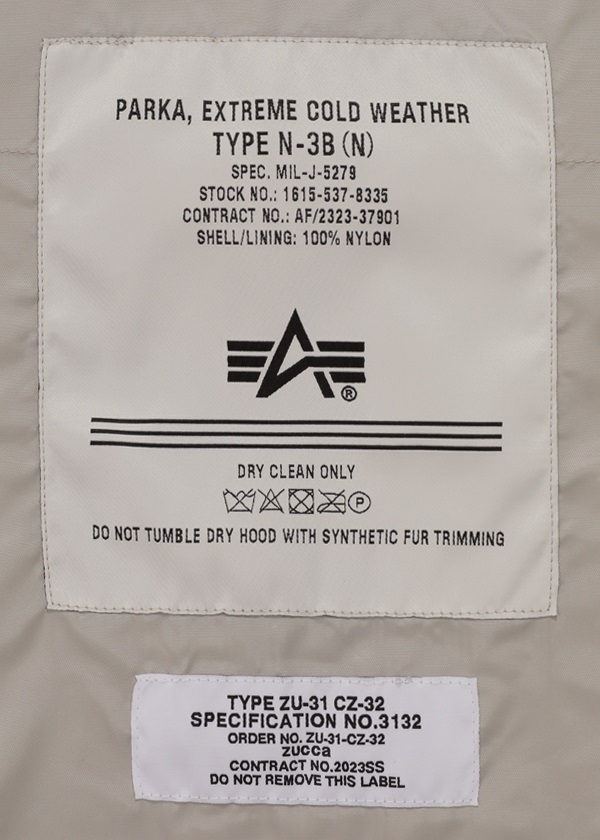 PARKA, EXTREME COLD WEATHER
TYPE N-3B (N)
SPEC. MIL-J-5279
STOCK NO.: 1615-537-8335
CONTRACT NO.: AF/2323-37901
SHELL/LINING: 100% NYLON
®
DRY CLEAN ONLY
P
DO NOT TUMBLE DRY HOOD WITH SYNTHETIC FUR TRIMMING
TYPE ZU-31 CZ-32
SPECIFICATION NO.3132
ORDER NO. ZU-31-CZ-32
zucca
CONTRACT NO.2023SS
DO NOT REMOVE THIS LABEL